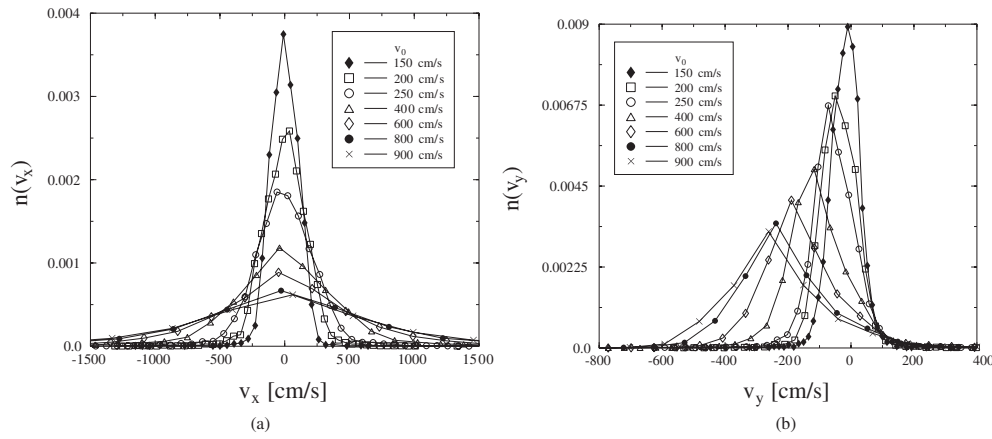 0.004
0.003
0.002
0.001
0.0
n(vₓ)
v₀
150 cm/s
200 cm/s
250 cm/s
400 cm/s
600 cm/s
800 cm/s
900 cm/s
-1500 -1000 -500 0 500 1000 1500
vₓ [cm/s]
(a)
0.009
0.00675
0.0045
0.00225
0.0
n(v_y)
v₀
150 cm/s
200 cm/s
250 cm/s
400 cm/s
600 cm/s
800 cm/s
900 cm/s
-800 -600 -400 -200 0 200 400
v_y [cm/s]
(b)